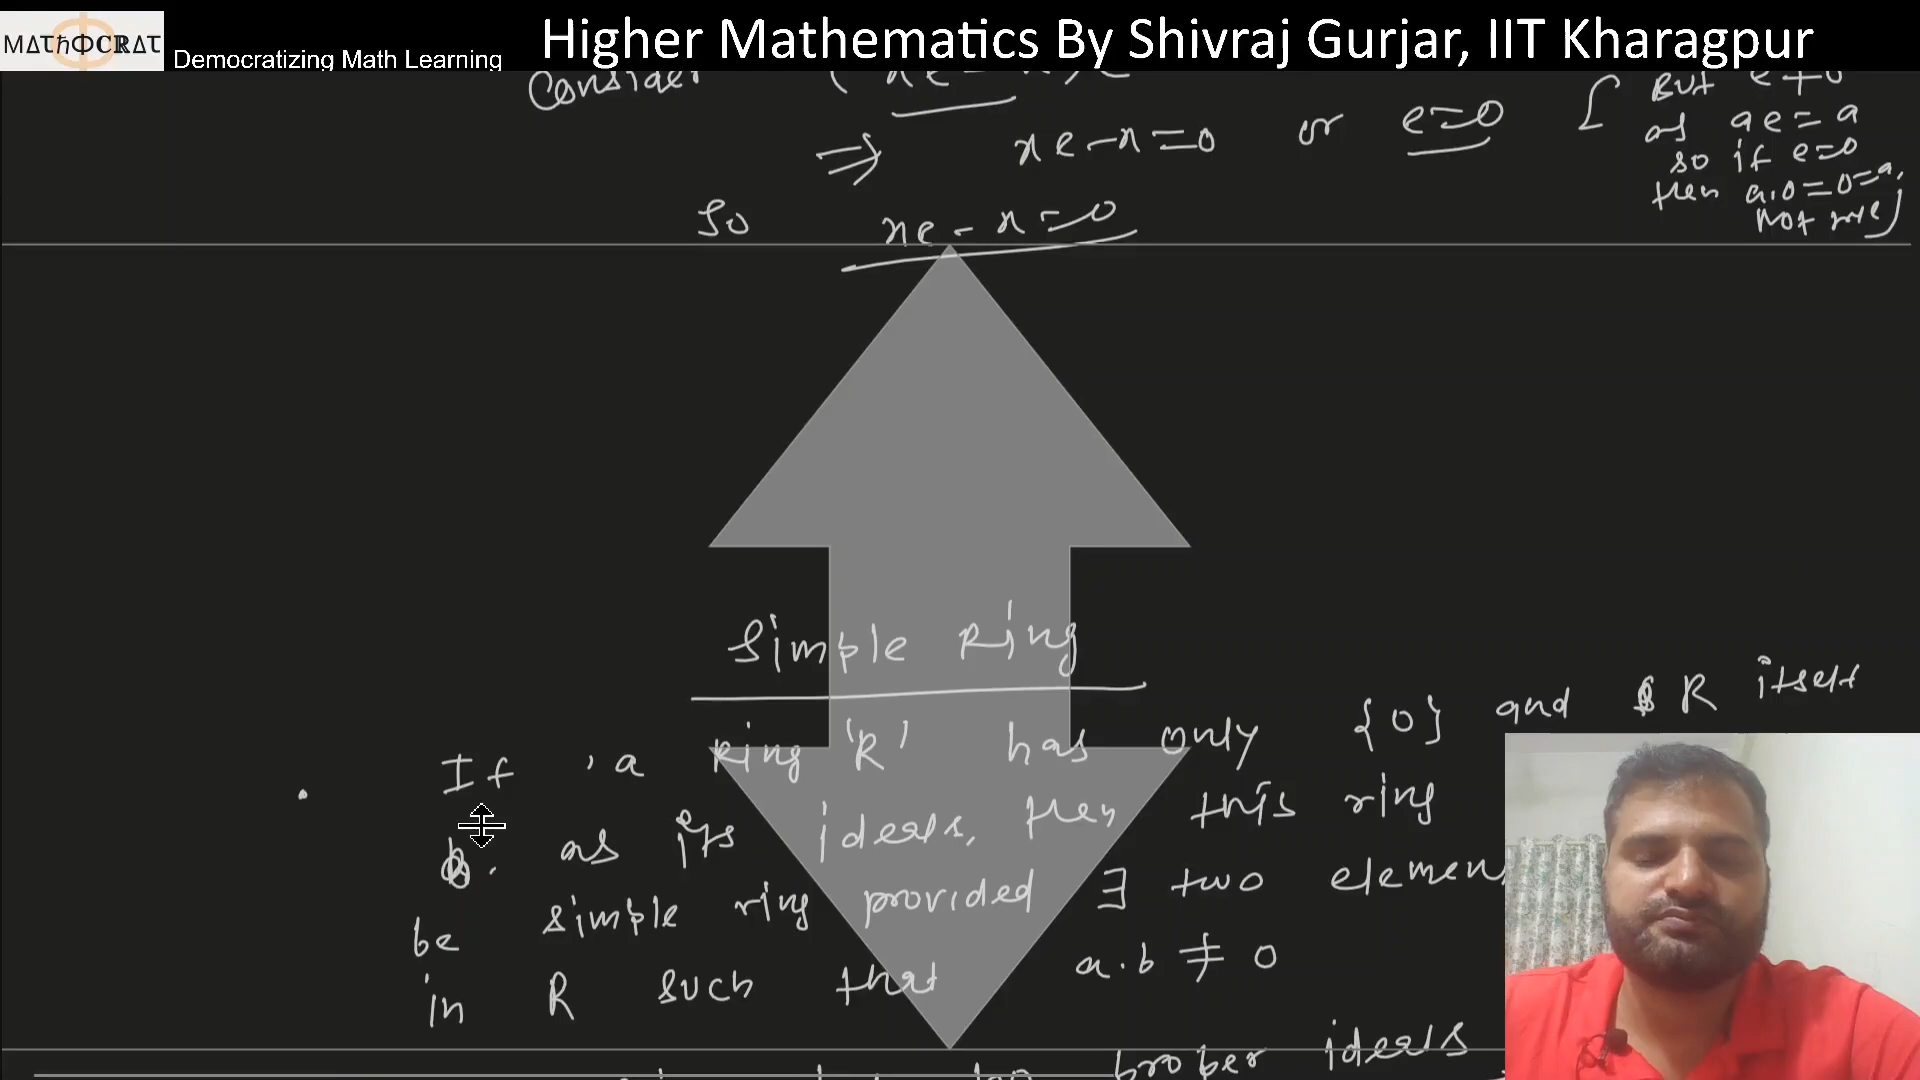 MΔTℏΦCRΔT Democratizing Math Learning Higher Mathematics By Shivraj Gurjar, IIT Kharagpur
Consider
⇒ xe-x=0 or e=0 [ But e≠0
as ae=a
so if e=0
then a.0=0=a,
not true]
So xe-x=0
Simple Ring
If a ring 'R' has only {0} and R itself
as its ideals, then this ring
be simple ring provided ∃ two elemen
in R such that a.b ≠ 0
proper ideals